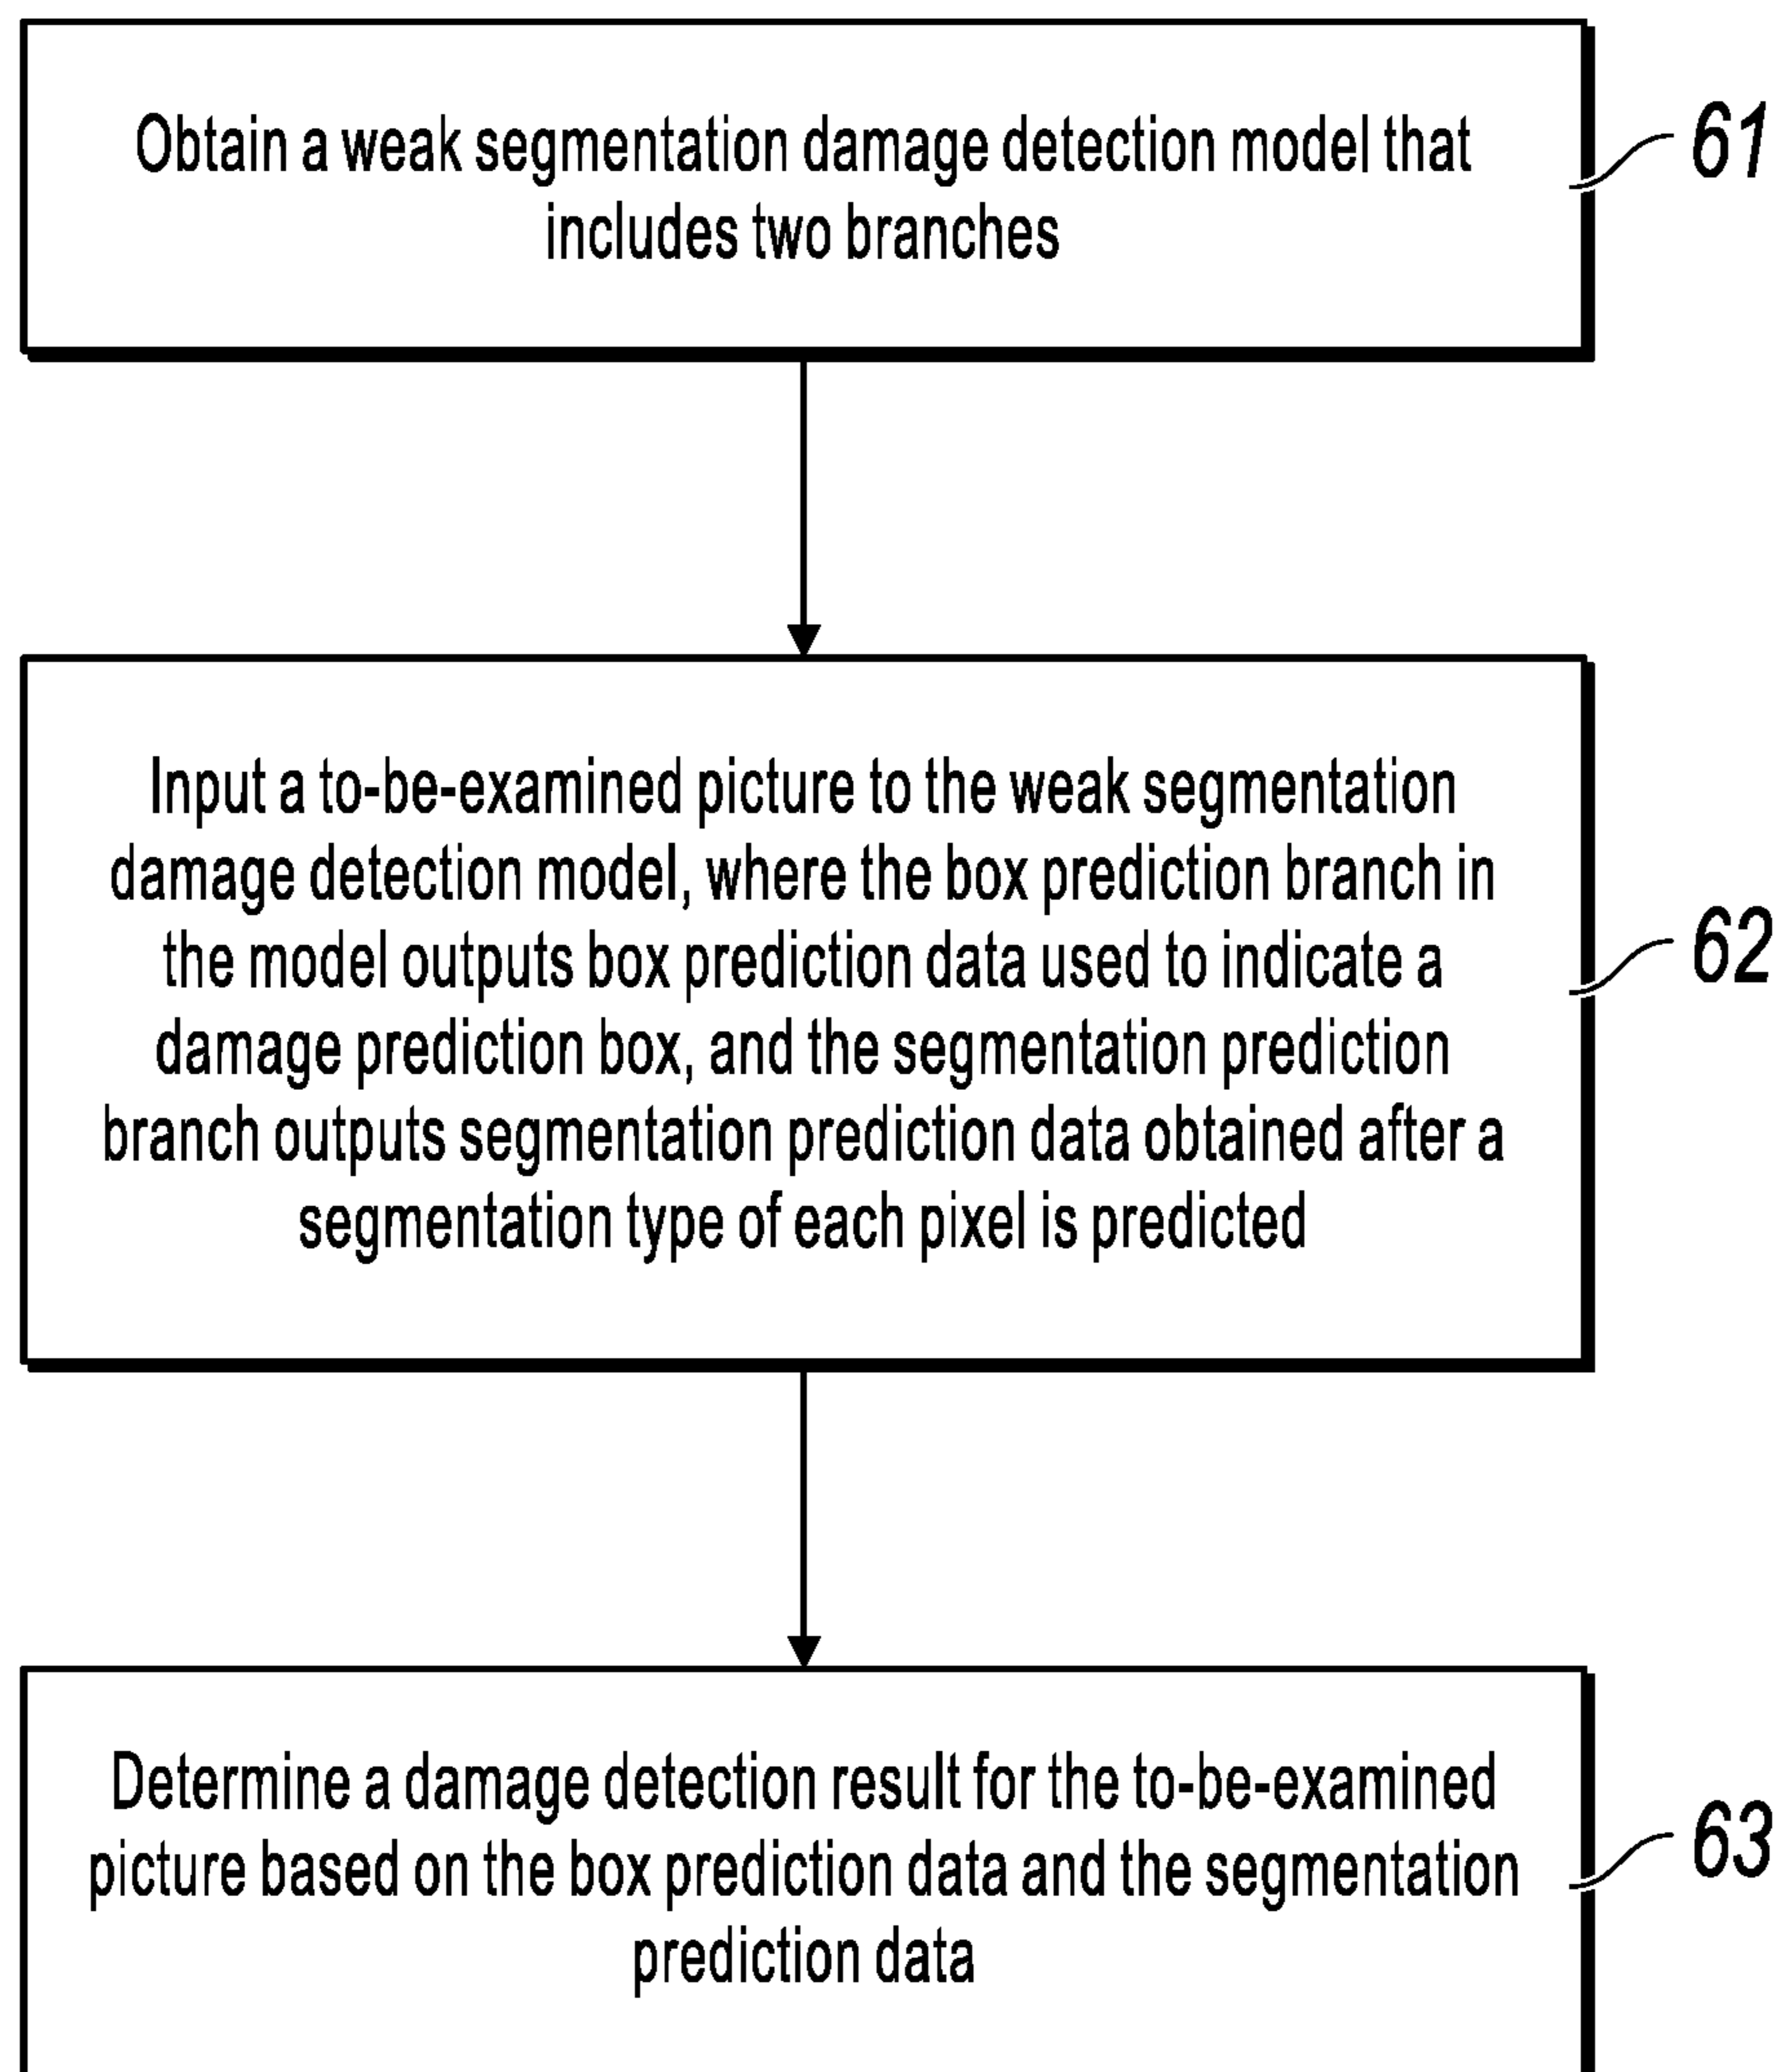 Obtain a weak segmentation damage detection model that
includes two branches
61
Input a to-be-examined picture to the weak segmentation
damage detection model, where the box prediction branch in
the model outputs box prediction data used to indicate a
damage prediction box, and the segmentation prediction
branch outputs segmentation prediction data obtained after a
segmentation type of each pixel is predicted
62
Determine a damage detection result for the to-be-examined
picture based on the box prediction data and the segmentation
prediction data
63